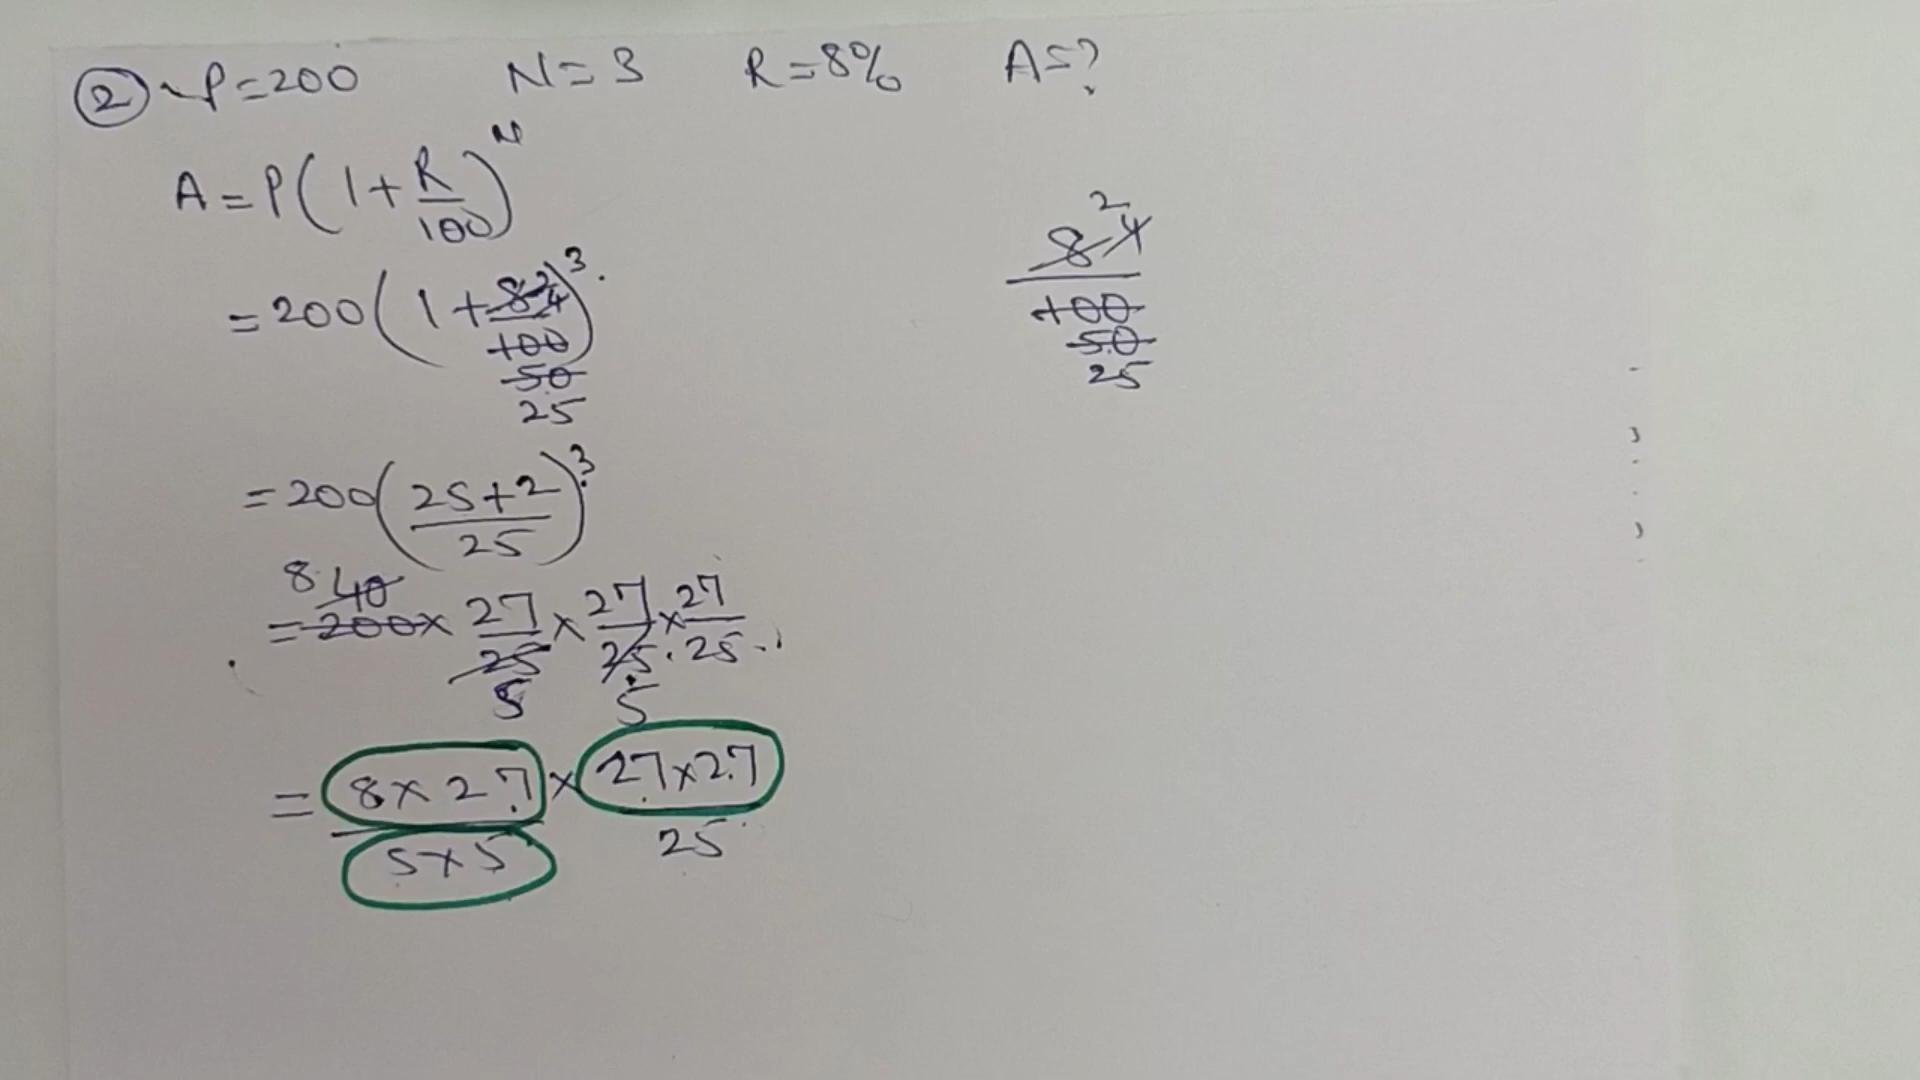 ② P=200 N=3 R=8% A=?
A=P(1+R/100)^N
=200(1+8/100)^3 4 2 50 25
8 4 2
100
50
25
=200(25+2/25)^3
8 40
=200×27/25×27/25×27/25
5 5
=8×27/5×5×27×27/25